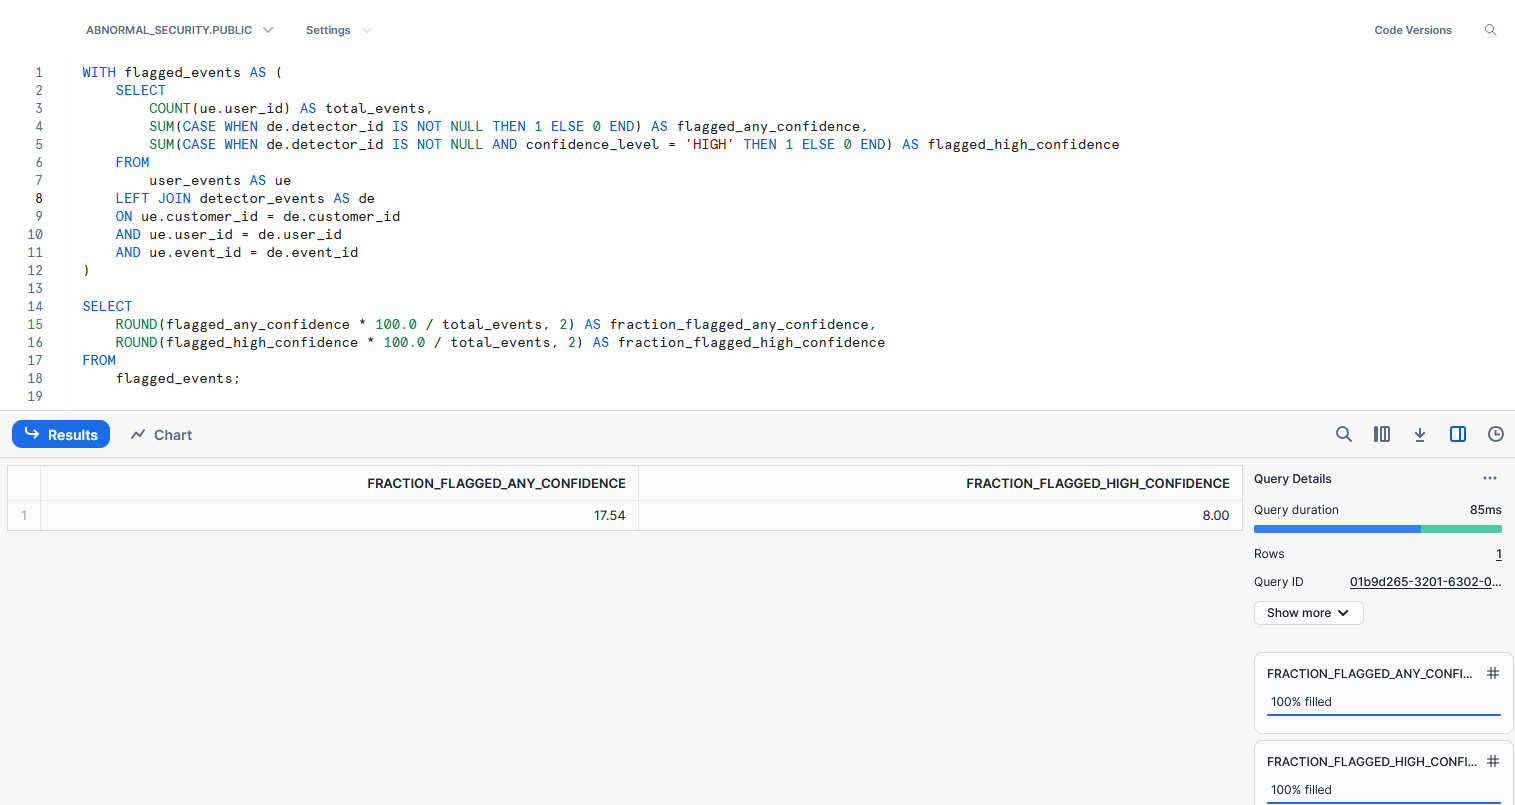 ABNORMAL_SECURITY.PUBLIC Settings Code Versions
1 WITH flagged_events AS (
2 SELECT
3 COUNT(ue.user_id) AS total_events,
4 SUM(CASE WHEN de.detector_id IS NOT NULL THEN 1 ELSE 0 END) AS flagged_any_confidence,
5 SUM(CASE WHEN de.detector_id IS NOT NULL AND confidence_level = 'HIGH' THEN 1 ELSE 0 END) AS flagged_high_confidence
6 FROM
7 user_events AS ue
8 LEFT JOIN detector_events AS de
9 ON ue.customer_id = de.customer_id
10 AND ue.user_id = de.user_id
11 AND ue.event_id = de.event_id
12 )
13
14 SELECT
15 ROUND(flagged_any_confidence * 100.0 / total_events, 2) AS fraction_flagged_any_confidence,
16 ROUND(flagged_high_confidence * 100.0 / total_events, 2) AS fraction_flagged_high_confidence
17 FROM
18 flagged_events;
19
Results Chart
FRACTION_FLAGGED_ANY_CONFIDENCE FRACTION_FLAGGED_HIGH_CONFIDENCE
1 17.54 8.00
Query Details
Query duration 85ms
Rows 1
Query ID 01b9d265-3201-6302-0...
Show more
FRACTION_FLAGGED_ANY_CONFI...
100% filled
FRACTION_FLAGGED_HIGH_CONFI...
100% filled